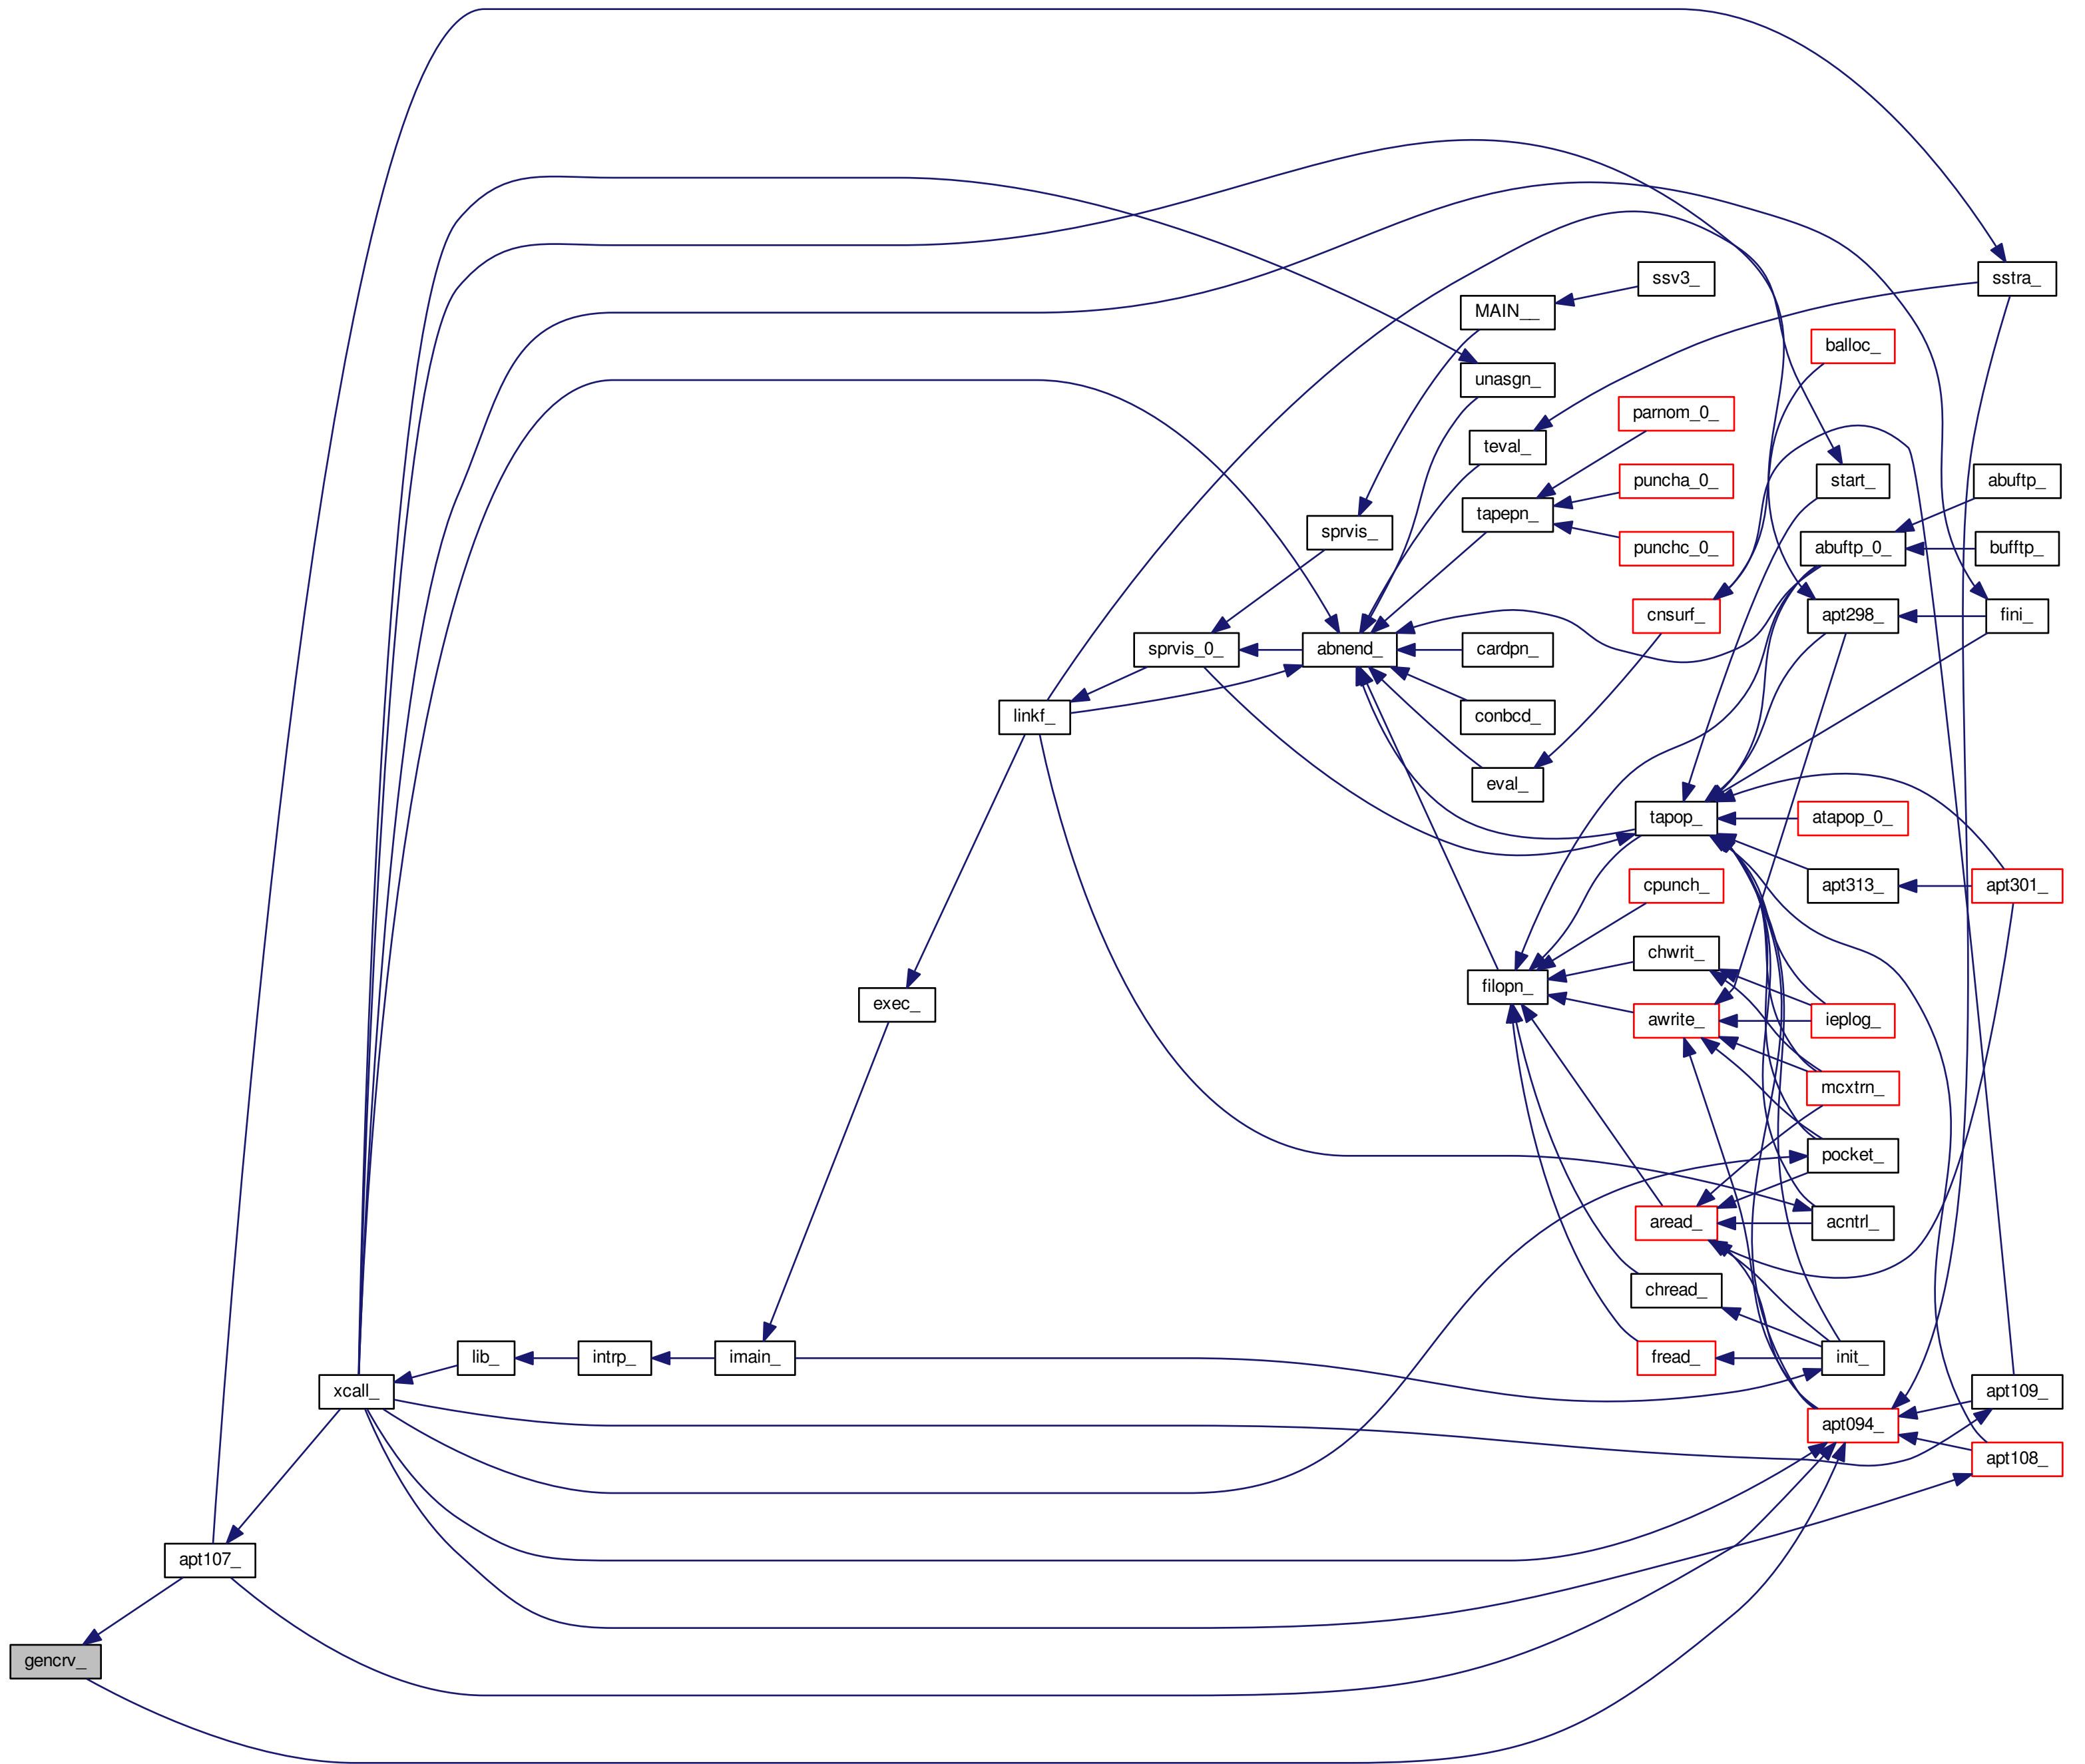 sstra_
ssv3_
MAIN__
balloc_
unasgn_
parnom_0_
teval_
abuftp_
puncha_0_
start_
tapepn_
sprvis_
punchc_0_
abuftp_0_
bufftp_
cnsurf_
apt298_
fini_
sprvis_0_
abnend_
cardpn_
linkf_
conbcd_
eval_
tapop_
atapop_0_
cpunch_
apt313_
apt301_
chwrit_
filopn_
exec_
awrite_
ieplog_
mcxtrn_
pocket_
aread_
acntrl_
chread_
lib_
intrp_
imain_
fread_
init_
xcall_
apt109_
apt094_
apt108_
apt107_
gencrv_